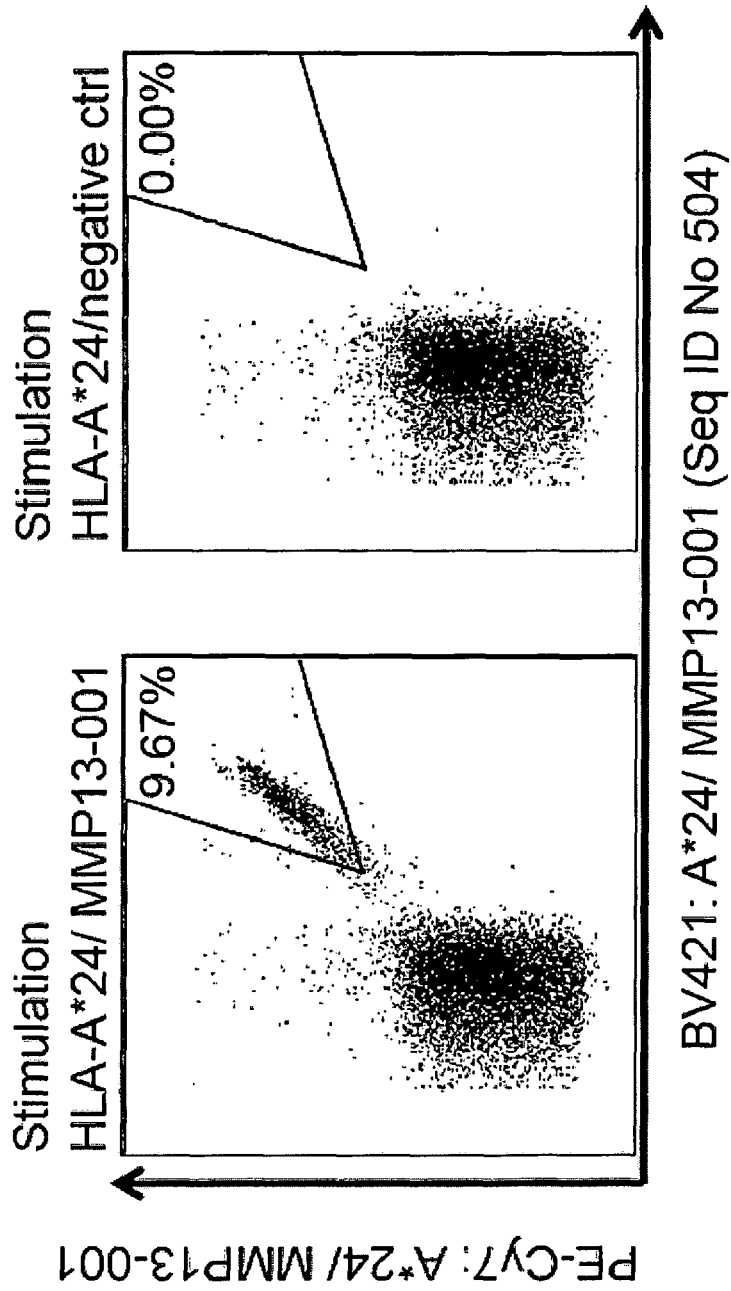 Stimulation
HLA-A*24/ MMP13-001
9.67%
Stimulation
HLA-A*24/negative ctrl
0.00%
PE-Cy7: A*24/ MMP13-001
BV421: A*24/ MMP13-001 (Seq ID No 504)